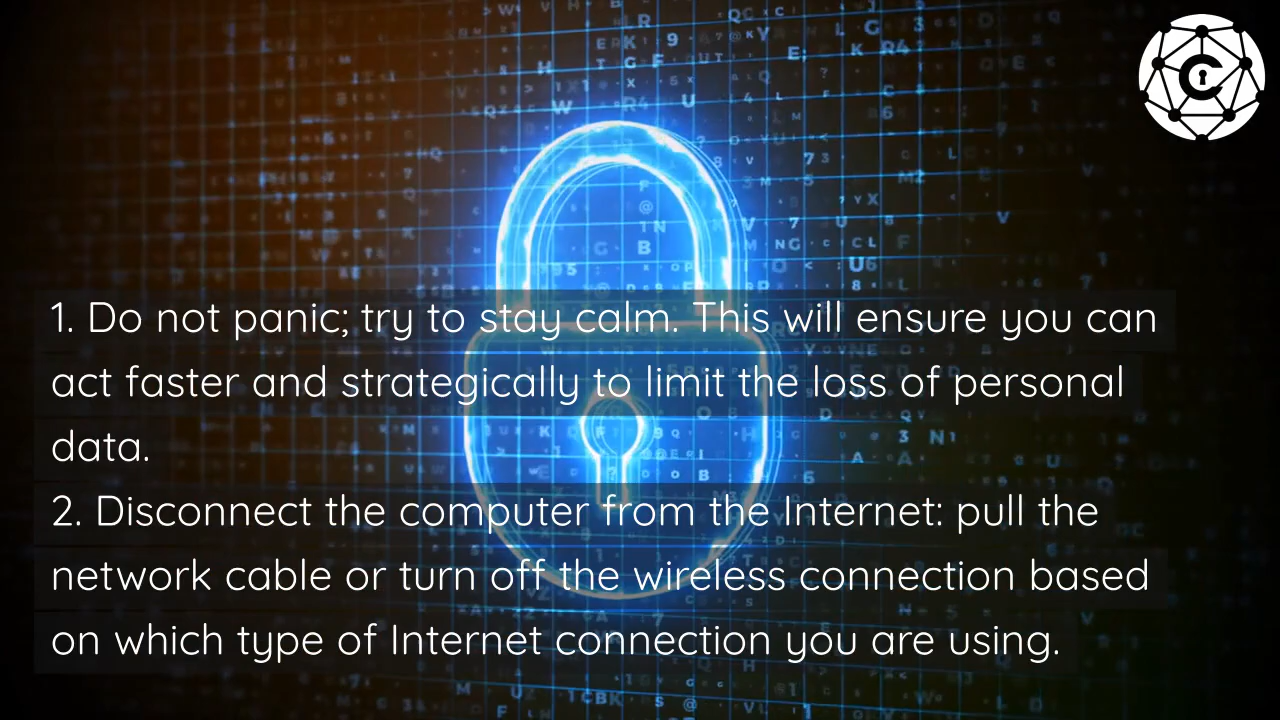 1. Do not panic; try to stay calm. This will ensure you can
act faster and strategically to limit the loss of personal
data.
2. Disconnect the computer from the Internet: pull the
network cable or turn off the wireless connection based
on which type of Internet connection you are using.